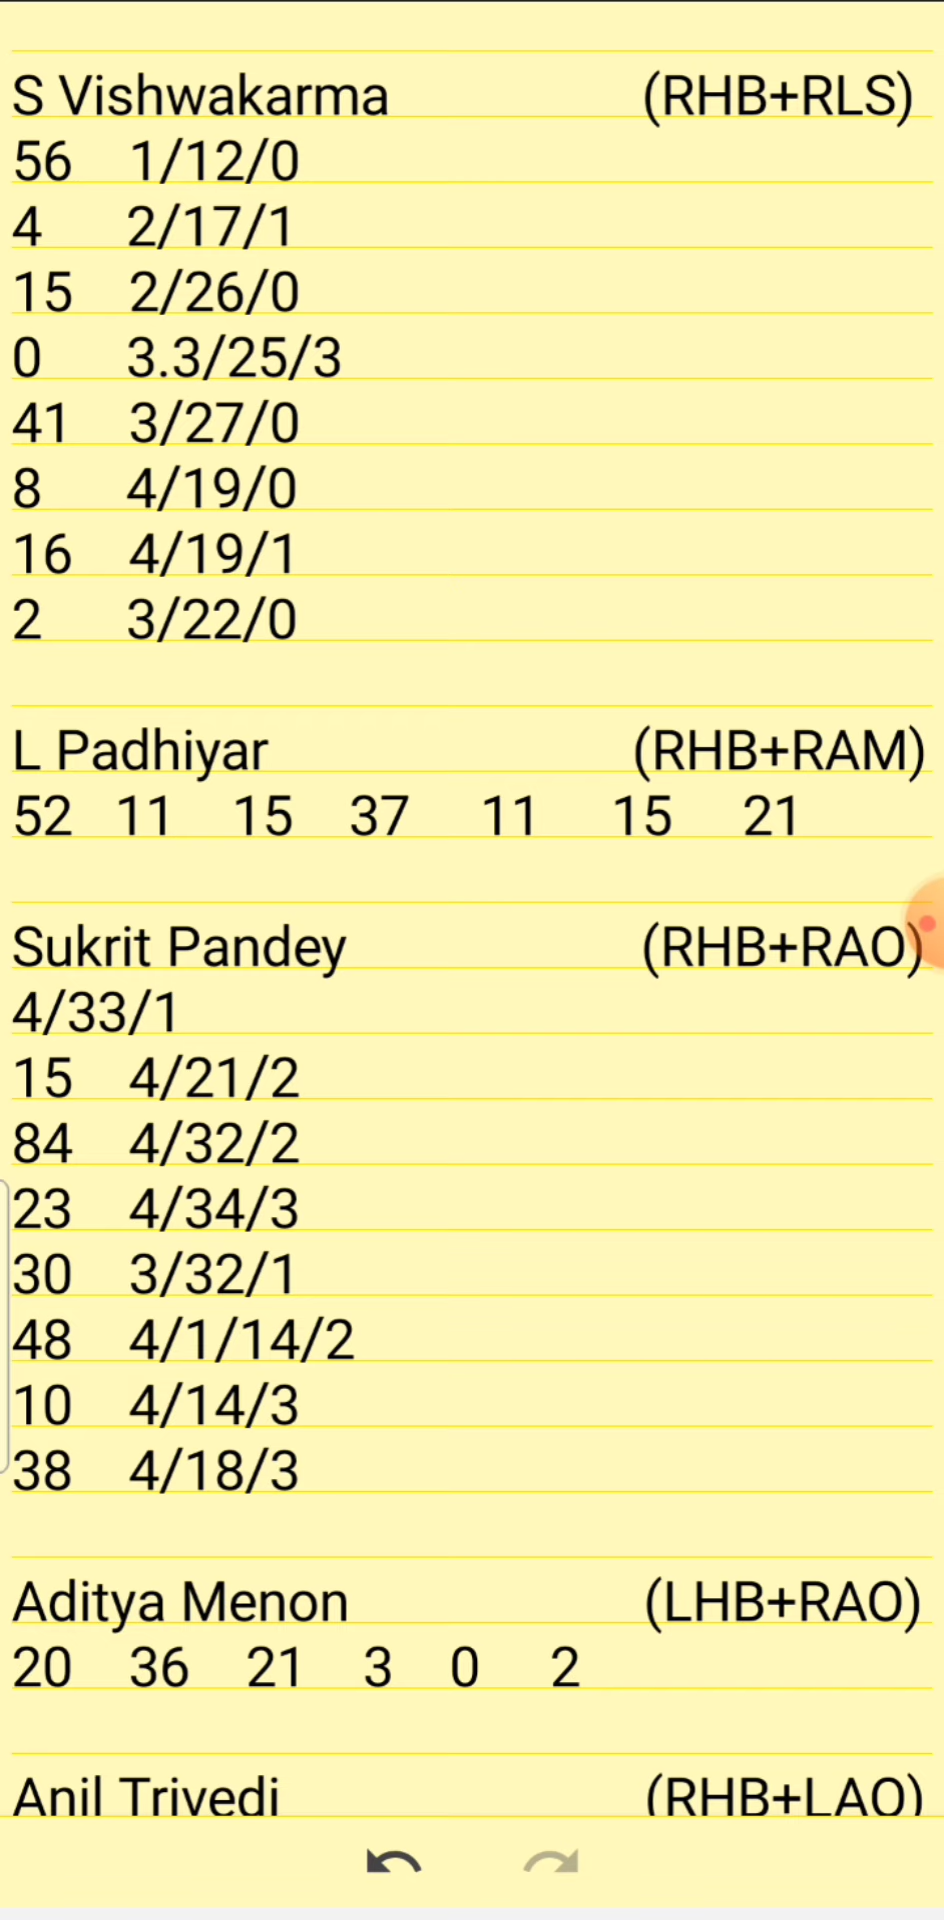 S Vishwakarma (RHB+RLS)
56 1/12/0
4 2/17/1
15 2/26/0
0 3.3/25/3
41 3/27/0
8 4/19/0
16 4/19/1
2 3/22/0
L Padhiyar (RHB+RAM)
52 11 15 37 11 15 21
Sukrit Pandey (RHB+RAO)
4/33/1
15 4/21/2
84 4/32/2
23 4/34/3
30 3/32/1
48 4/1/14/2
10 4/14/3
38 4/18/3
Aditya Menon (LHB+RAO)
20 36 21 3 0 2
Anil Trivedi (RHB+LAO)